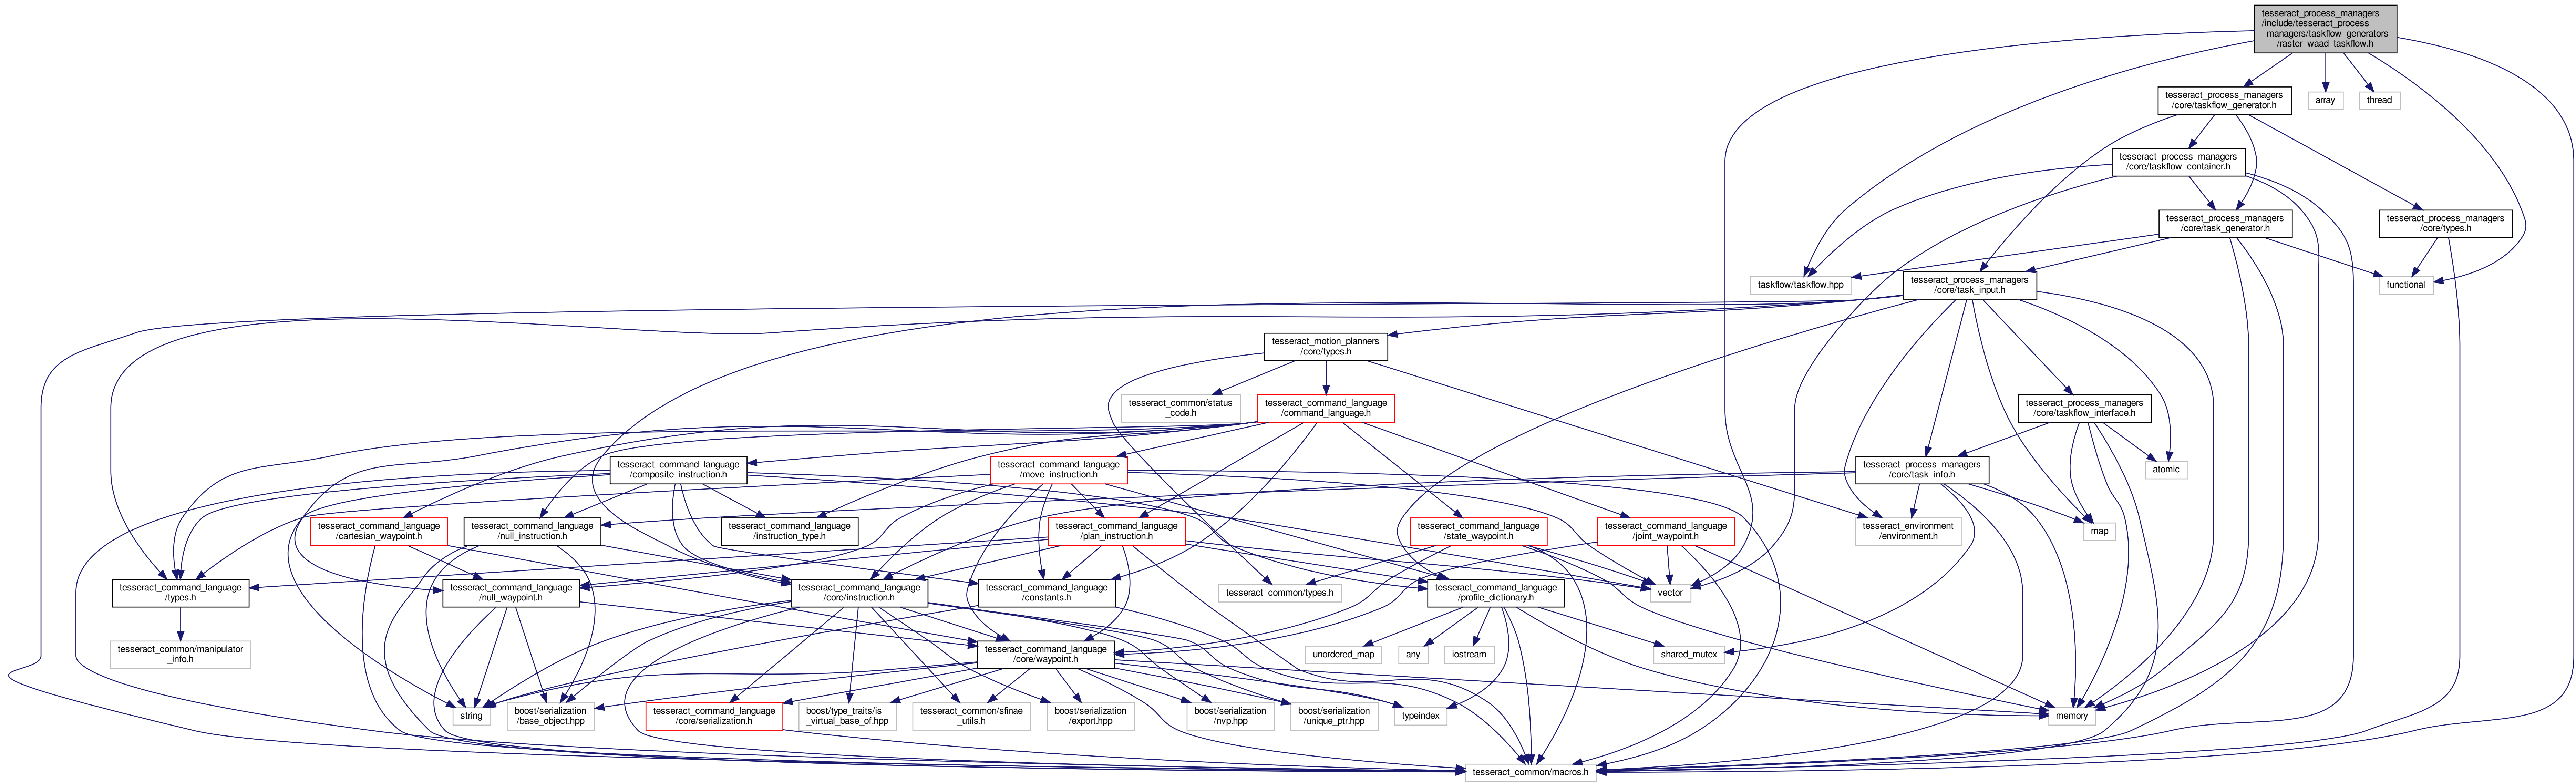 tesseract_process_managers
/include/tesseract_process
_managers/taskflow_generators
/raster_waad_taskflow.h
tesseract_process_managers
/core/taskflow_generator.h
array
thread
tesseract_process_managers
/core/taskflow_container.h
tesseract_process_managers
/core/task_generator.h
tesseract_process_managers
/core/types.h
taskflow/taskflow.hpp
tesseract_process_managers
/core/task_input.h
functional
tesseract_motion_planners
/core/types.h
tesseract_common/status
_code.h
tesseract_command_language
/command_language.h
tesseract_process_managers
/core/taskflow_interface.h
tesseract_command_language
/composite_instruction.h
tesseract_command_language
/move_instruction.h
tesseract_process_managers
/core/task_info.h
atomic
tesseract_command_language
/cartesian_waypoint.h
tesseract_command_language
/null_instruction.h
tesseract_command_language
/instruction_type.h
tesseract_command_language
/plan_instruction.h
tesseract_command_language
/state_waypoint.h
tesseract_command_language
/joint_waypoint.h
tesseract_environment
/environment.h
map
tesseract_command_language
/types.h
tesseract_command_language
/null_waypoint.h
tesseract_command_language
/core/instruction.h
tesseract_command_language
/constants.h
tesseract_common/types.h
tesseract_command_language
/profile_dictionary.h
vector
tesseract_common/manipulator
_info.h
tesseract_command_language
/core/waypoint.h
unordered_map
any
iostream
shared_mutex
string
boost/serialization
/base_object.hpp
tesseract_command_language
/core/serialization.h
boost/type_traits/is
_virtual_base_of.hpp
tesseract_common/sfinae
_utils.h
boost/serialization
/export.hpp
boost/serialization
/nvp.hpp
boost/serialization
/unique_ptr.hpp
typeindex
memory
tesseract_common/macros.h